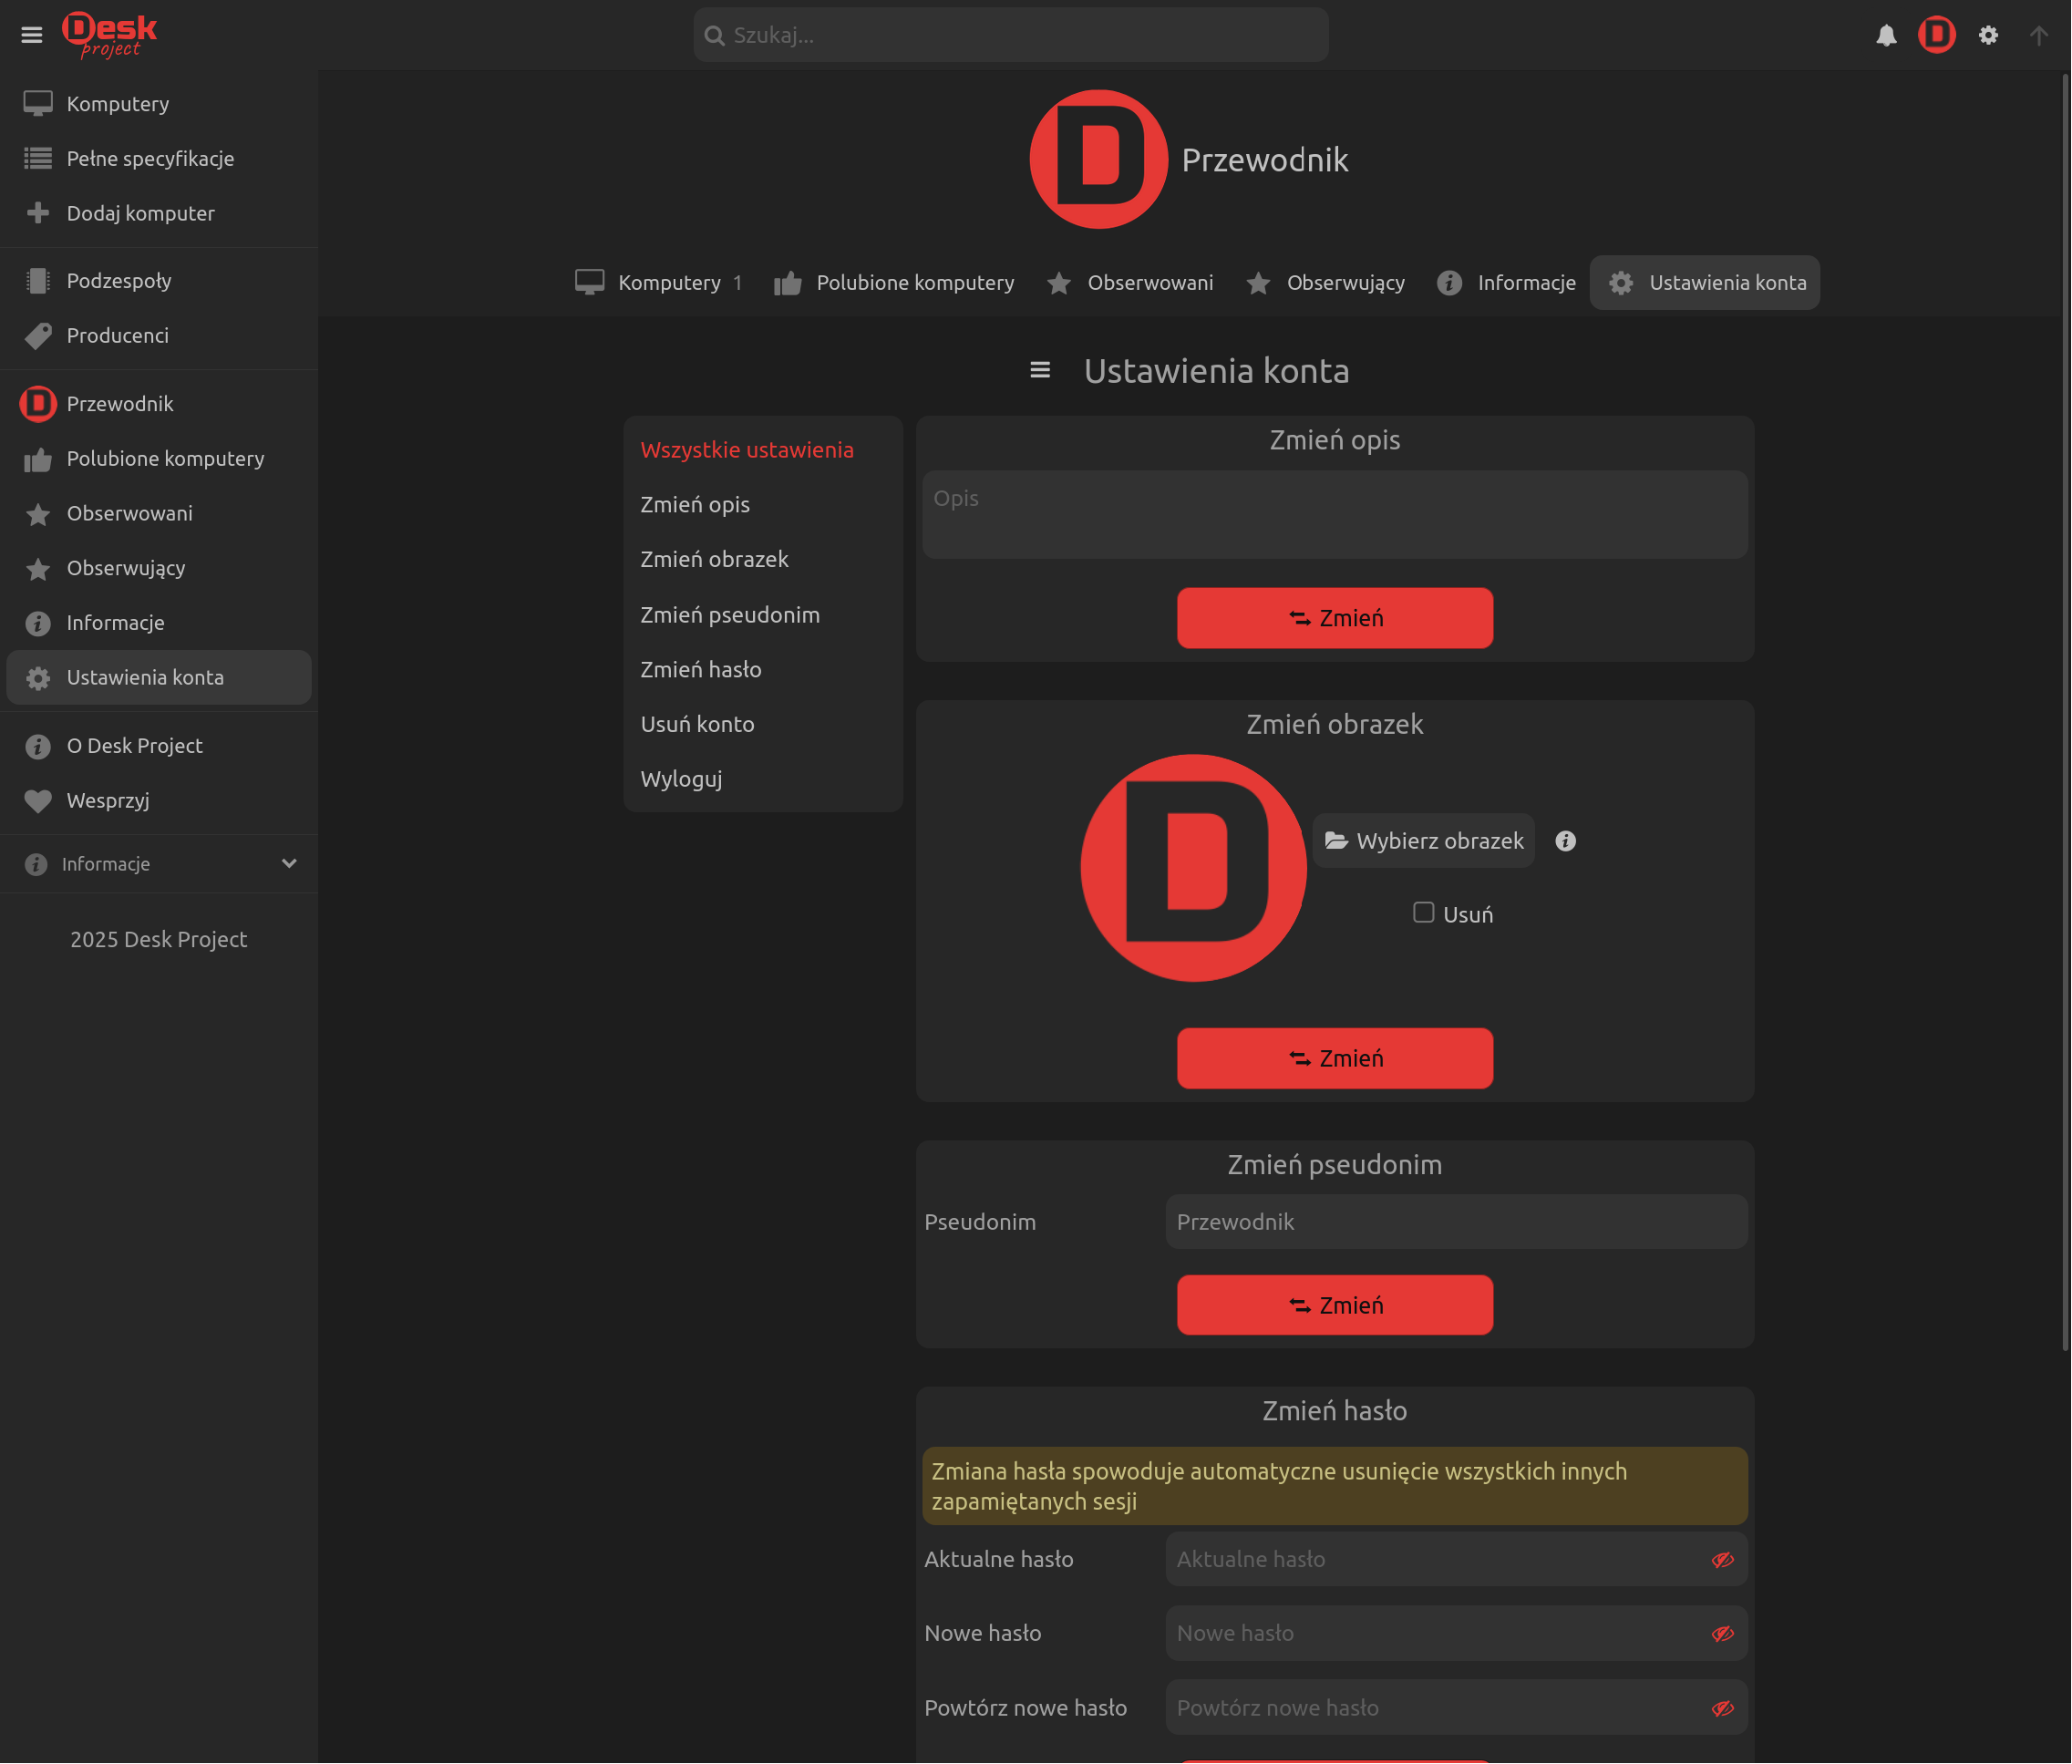 Desk
project
Szukaj...
Komputery
Pełne specyfikacje
Dodaj komputer
Podzespoły
Producenci
Przewodnik
Polubione komputery
Obserwowani
Obserwujący
Informacje
Ustawienia konta
O Desk Project
Wesprzyj
Informacje
2025 Desk Project
Przewodnik
Komputery 1
Polubione komputery
Obserwowani
Obserwujący
Informacje
Ustawienia konta
Ustawienia konta
Wszystkie ustawienia
Zmień opis
Zmień obrazek
Zmień pseudonim
Zmień hasło
Usuń konto
Wyloguj
Zmień opis
Opis
Zmień
Zmień obrazek
Wybierz obrazek
Usuń
Zmień
Zmień pseudonim
Pseudonim
Przewodnik
Zmień
Zmień hasło
Zmiana hasła spowoduje automatyczne usunięcie wszystkich innych
zapamiętanych sesji
Aktualne hasło
Aktualne hasło
Nowe hasło
Nowe hasło
Powtórz nowe hasło
Powtórz nowe hasło